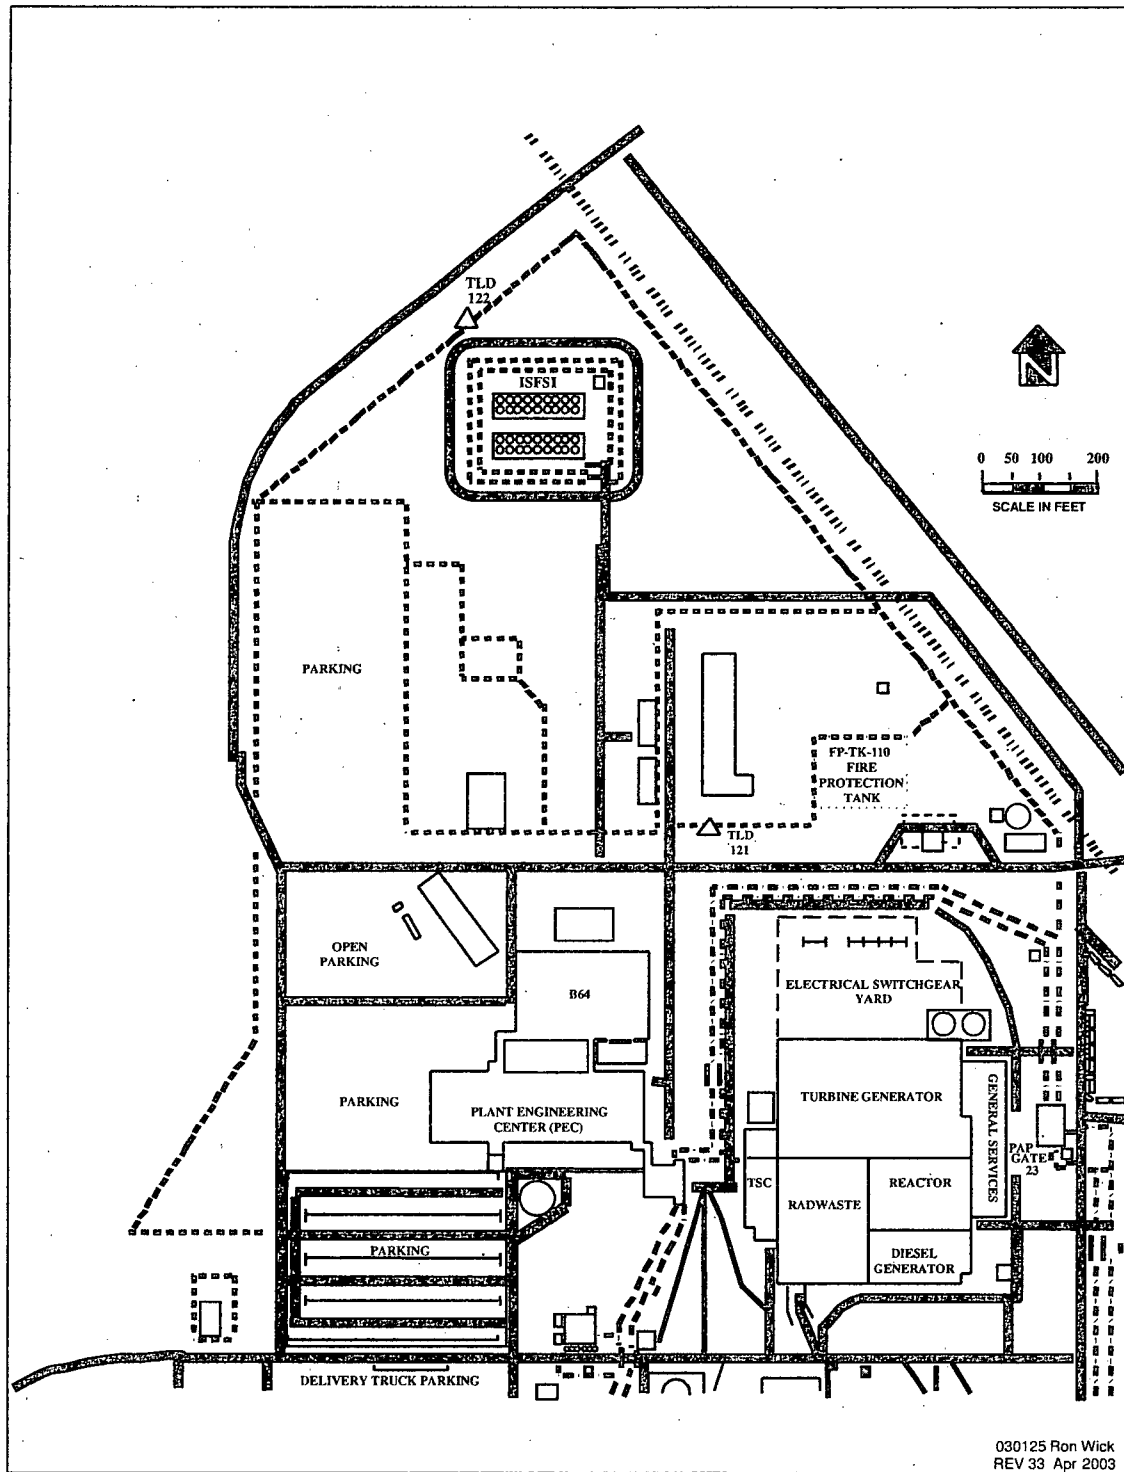 TLD
122
ISFSI
N
0 50 100 200
SCALE IN FEET
PARKING
FP-TK-110
FIRE
PROTECTION
TANK
TLD
121
OPEN
PARKING
B64
ELECTRICAL SWITCHGEAR
YARD
PARKING
PLANT ENGINEERING
CENTER (PEC)
TURBINE GENERATOR
GENERAL SERVICES
PAP
GATE
23
TSC
RADWASTE
REACTOR
PARKING
DIESEL
GENERATOR
DELIVERY TRUCK PARKING
030125 Ron Wick
REV 33 Apr 2003